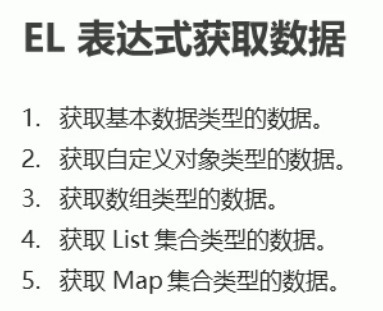 EL 表达式获取数据
1. 获取基本数据类型的数据。
2. 获取自定义对象类型的数据。
3. 获取数组类型的数据。
4. 获取 List 集合类型的数据。
5. 获取 Map 集合类型的数据。